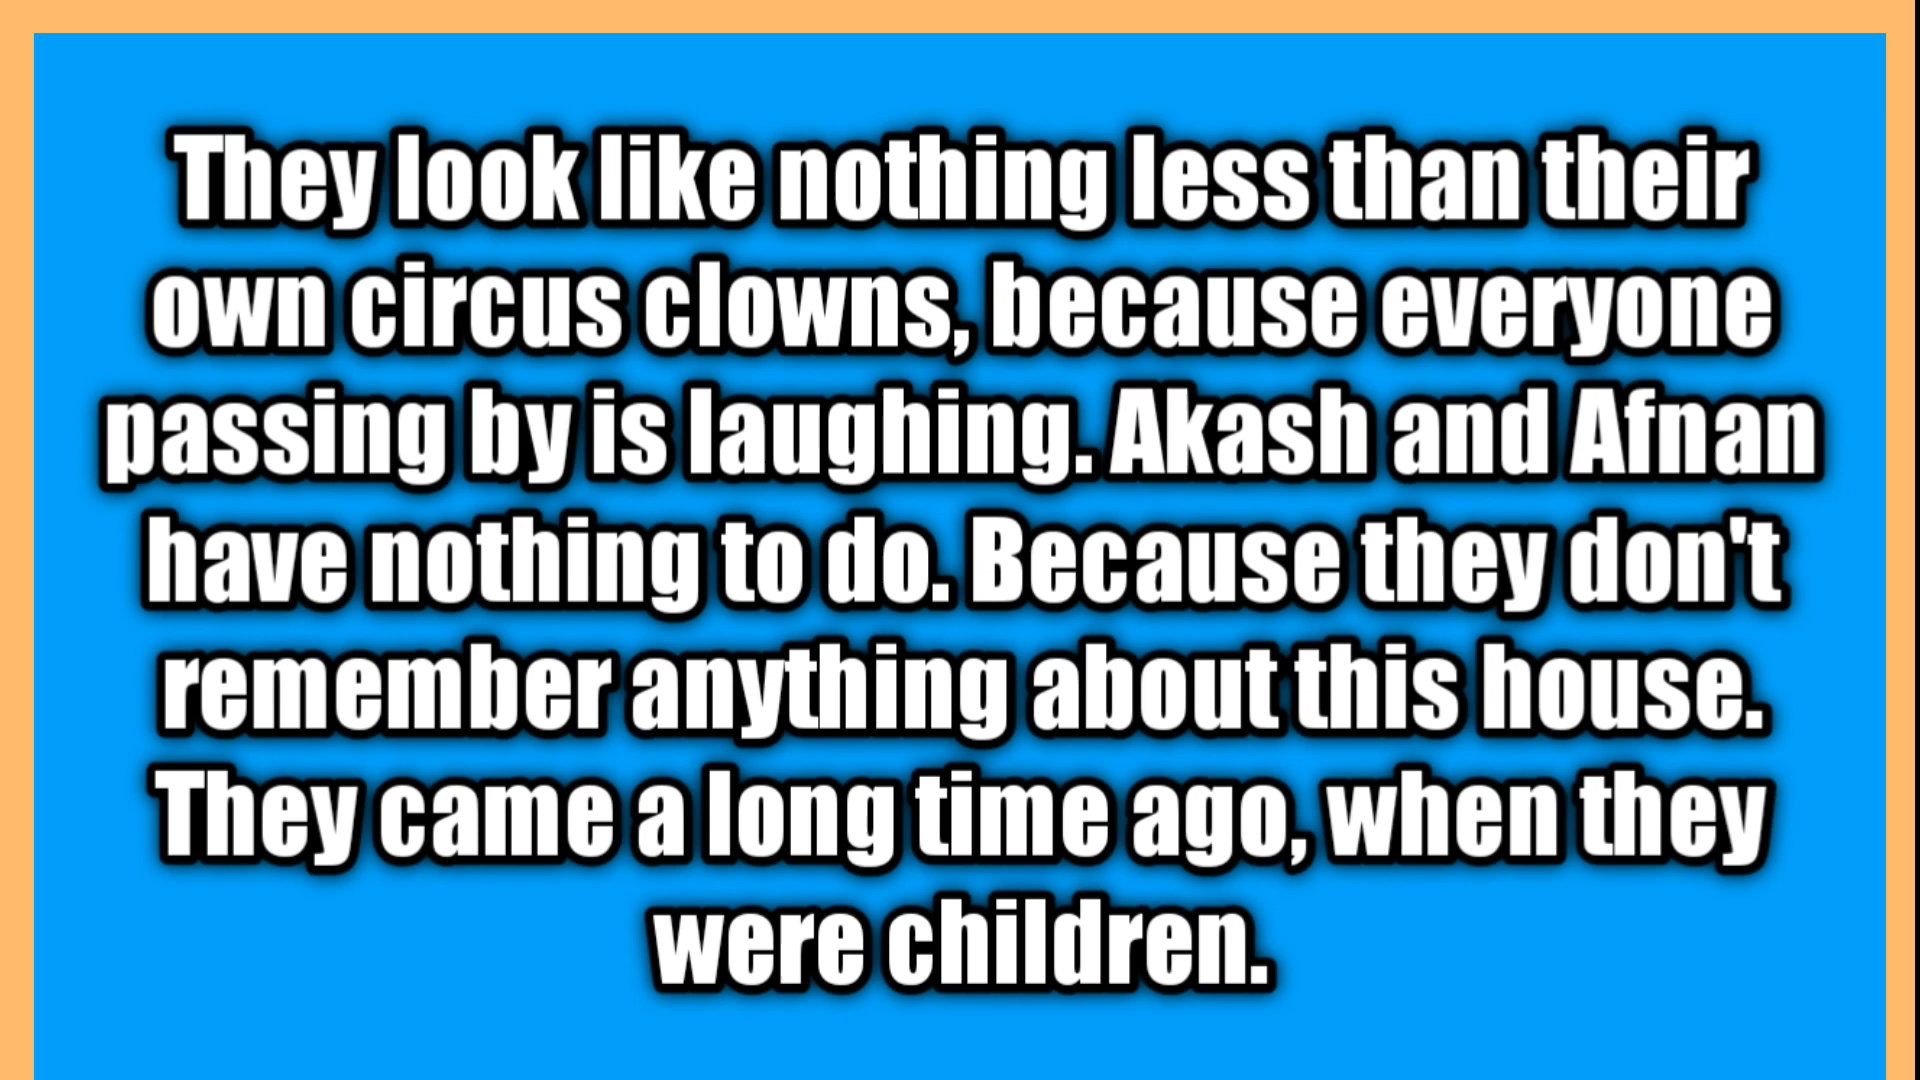 They look like nothing less than their
own circus clowns, because everyone
passing by is laughing. Akash and Afnan
have nothing to do. Because they don't
remember anything about this house.
They came a long time ago, when they
were children.